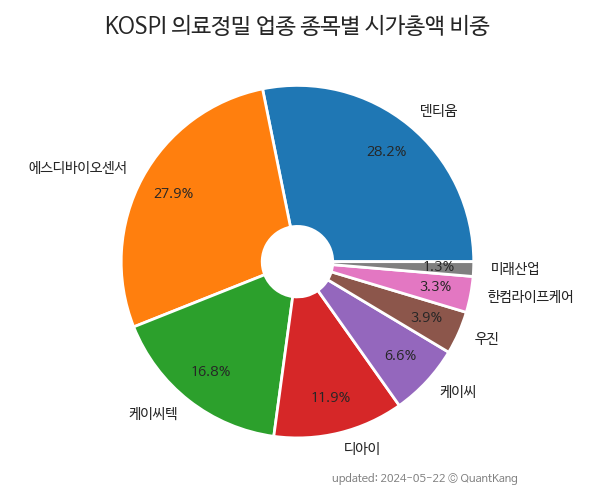 KOSPI 의료정밀 업종 종목별 시가총액 비중
덴티움
28.2%
에스디바이오센서
27.9%
케이씨텍
16.8%
디아이
11.9%
케이씨
6.6%
우진
3.9%
한컴라이프케어
3.3%
미래산업
1.3%
updated: 2024-05-22 © QuantKang